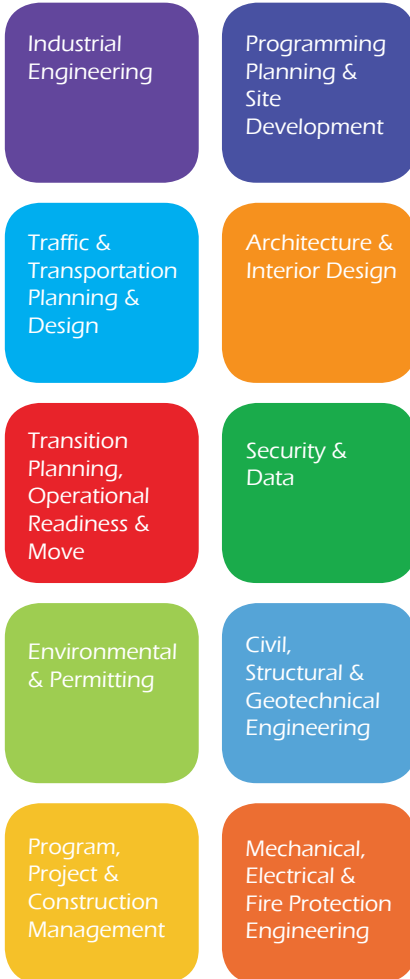 Industrial
Engineering
Programming
Planning &
Site
Development
Traffic &
Transportation
Planning &
Design
Architecture &
Interior Design
Transition
Planning,
Operational
Readiness &
Move
Security &
Data
Environmental
& Permitting
Civil,
Structural &
Geotechnical
Engineering
Program,
Project &
Construction
Management
Mechanical,
Electrical &
Fire Protection
Engineering